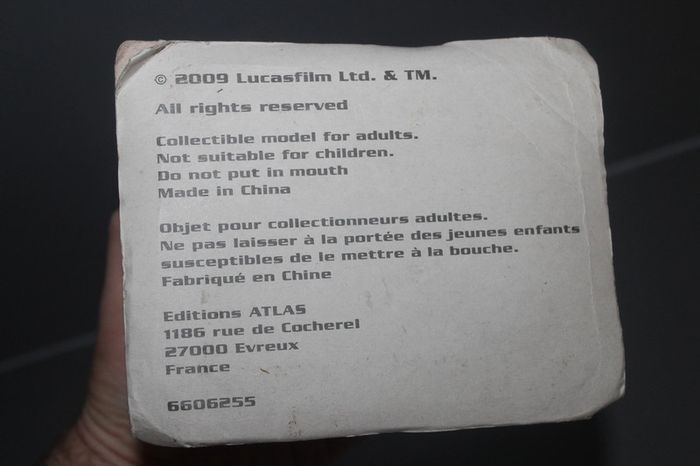 © 2009 Lucasfilm Ltd. & TM.
All rights reserved
Collectible model for adults.
Not suitable for children.
Do not put in mouth
Made in China
Objet pour collectionneurs adultes.
Ne pas laisser à la portée des jeunes enfants
susceptibles de le mettre à la bouche.
Fabriqué en Chine
Editions ATLAS
1186 rue de Cocherel
27000 Evreux
France
6606255